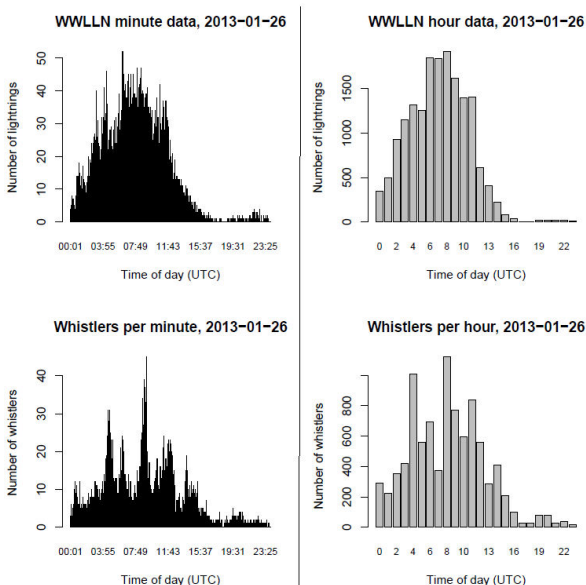 WWLLN minute data, 2013−01−26
Number of lightnings
50
40
30
20
10
0
00:01 03:55 07:49 11:43 15:37 19:31 23:25
Time of day (UTC)
WWLLN hour data, 2013−01−26
Number of lightnings
1500
1000
500
0
0 2 4 6 8 10 13 16 19 22
Time of day (UTC)
Whistlers per minute, 2013−01−26
Number of whistlers
40
30
20
10
0
00:01 03:55 07:49 11:43 15:37 19:31 23:25
Time of day (UTC)
Whistlers per hour, 2013−01−26
Number of whistlers
800
600
400
200
0
0 2 4 6 8 10 13 16 19 22
Time of day (UTC)